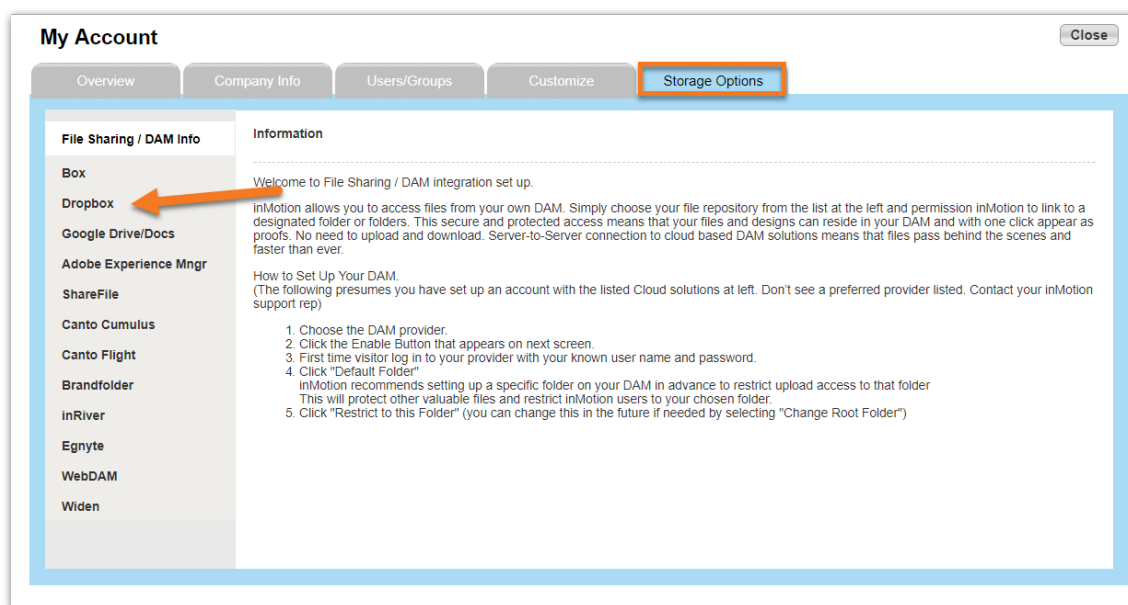 My Account
Close
Overview
Company Info
Users/Groups
Customize
Storage Options
File Sharing / DAM Info
Box
Dropbox
Google Drive/Docs
Adobe Experience Mngr
ShareFile
Canto Cumulus
Canto Flight
Brandfolder
inRiver
Egnyte
WebDAM
Widen
Information
Welcome to File Sharing / DAM integration set up.
inMotion allows you to access files from your own DAM. Simply choose your file repository from the list at the left and permission inMotion to link to a
designated folder or folders. This secure and protected access means that your files and designs can reside in your DAM and with one click appear as
proofs. No need to upload and download. Server-to-Server connection to cloud based DAM solutions means that files pass behind the scenes and
faster than ever.
How to Set Up Your DAM.
(The following presumes you have set up an account with the listed Cloud solutions at left. Don't see a preferred provider listed. Contact your inMotion
support rep)
1. Choose the DAM provider.
2. Click the Enable Button that appears on next screen.
3. First time visitor log in to your provider with your known user name and password.
4. Click "Default Folder"
inMotion recommends setting up a specific folder on your DAM in advance to restrict upload access to that folder
This will protect other valuable files and restrict inMotion users to your chosen folder.
5. Click "Restrict to this Folder" (you can change this in the future if needed by selecting "Change Root Folder")